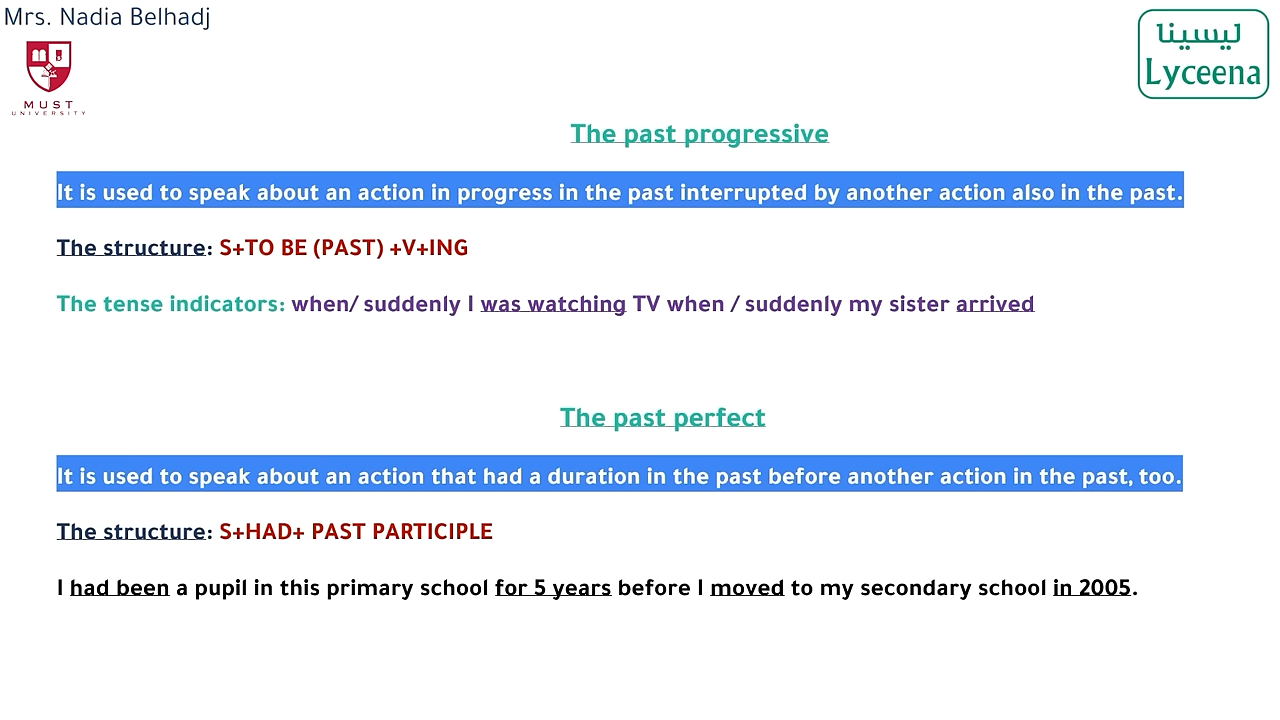 Mrs. Nadia Belhadj
ليسينا
Lyceena
MUST
UNIVERSITY
The past progressive
It is used to speak about an action in progress in the past interrupted by another action also in the past.
The structure: S+TO BE (PAST) +V+ING
The tense indicators: when/ suddenly I was watching TV when / suddenly my sister arrived
The past perfect
It is used to speak about an action that had a duration in the past before another action in the past, too.
The structure: S+HAD+ PAST PARTICIPLE
I had been a pupil in this primary school for 5 years before I moved to my secondary school in 2005.